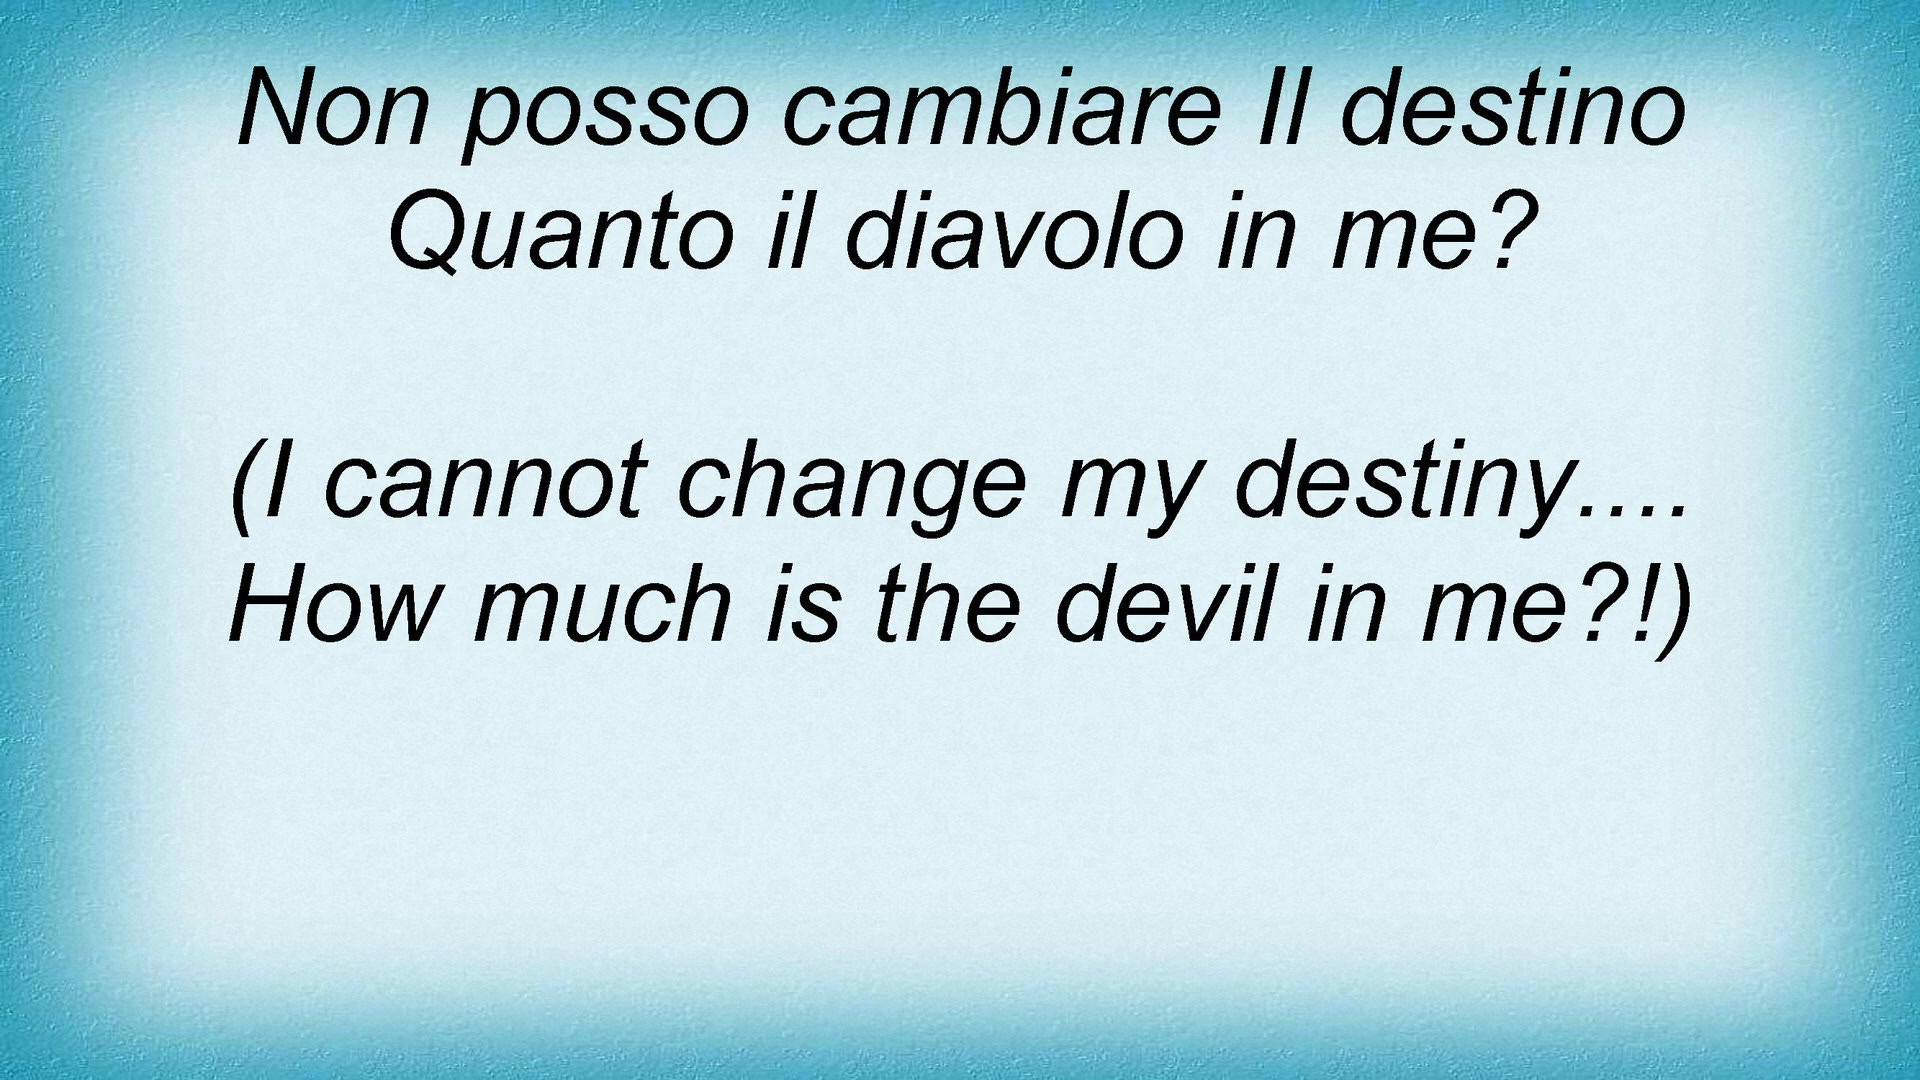 Non posso cambiare Il destino
Quanto il diavolo in me?
(I cannot change my destiny....
How much is the devil in me?!)